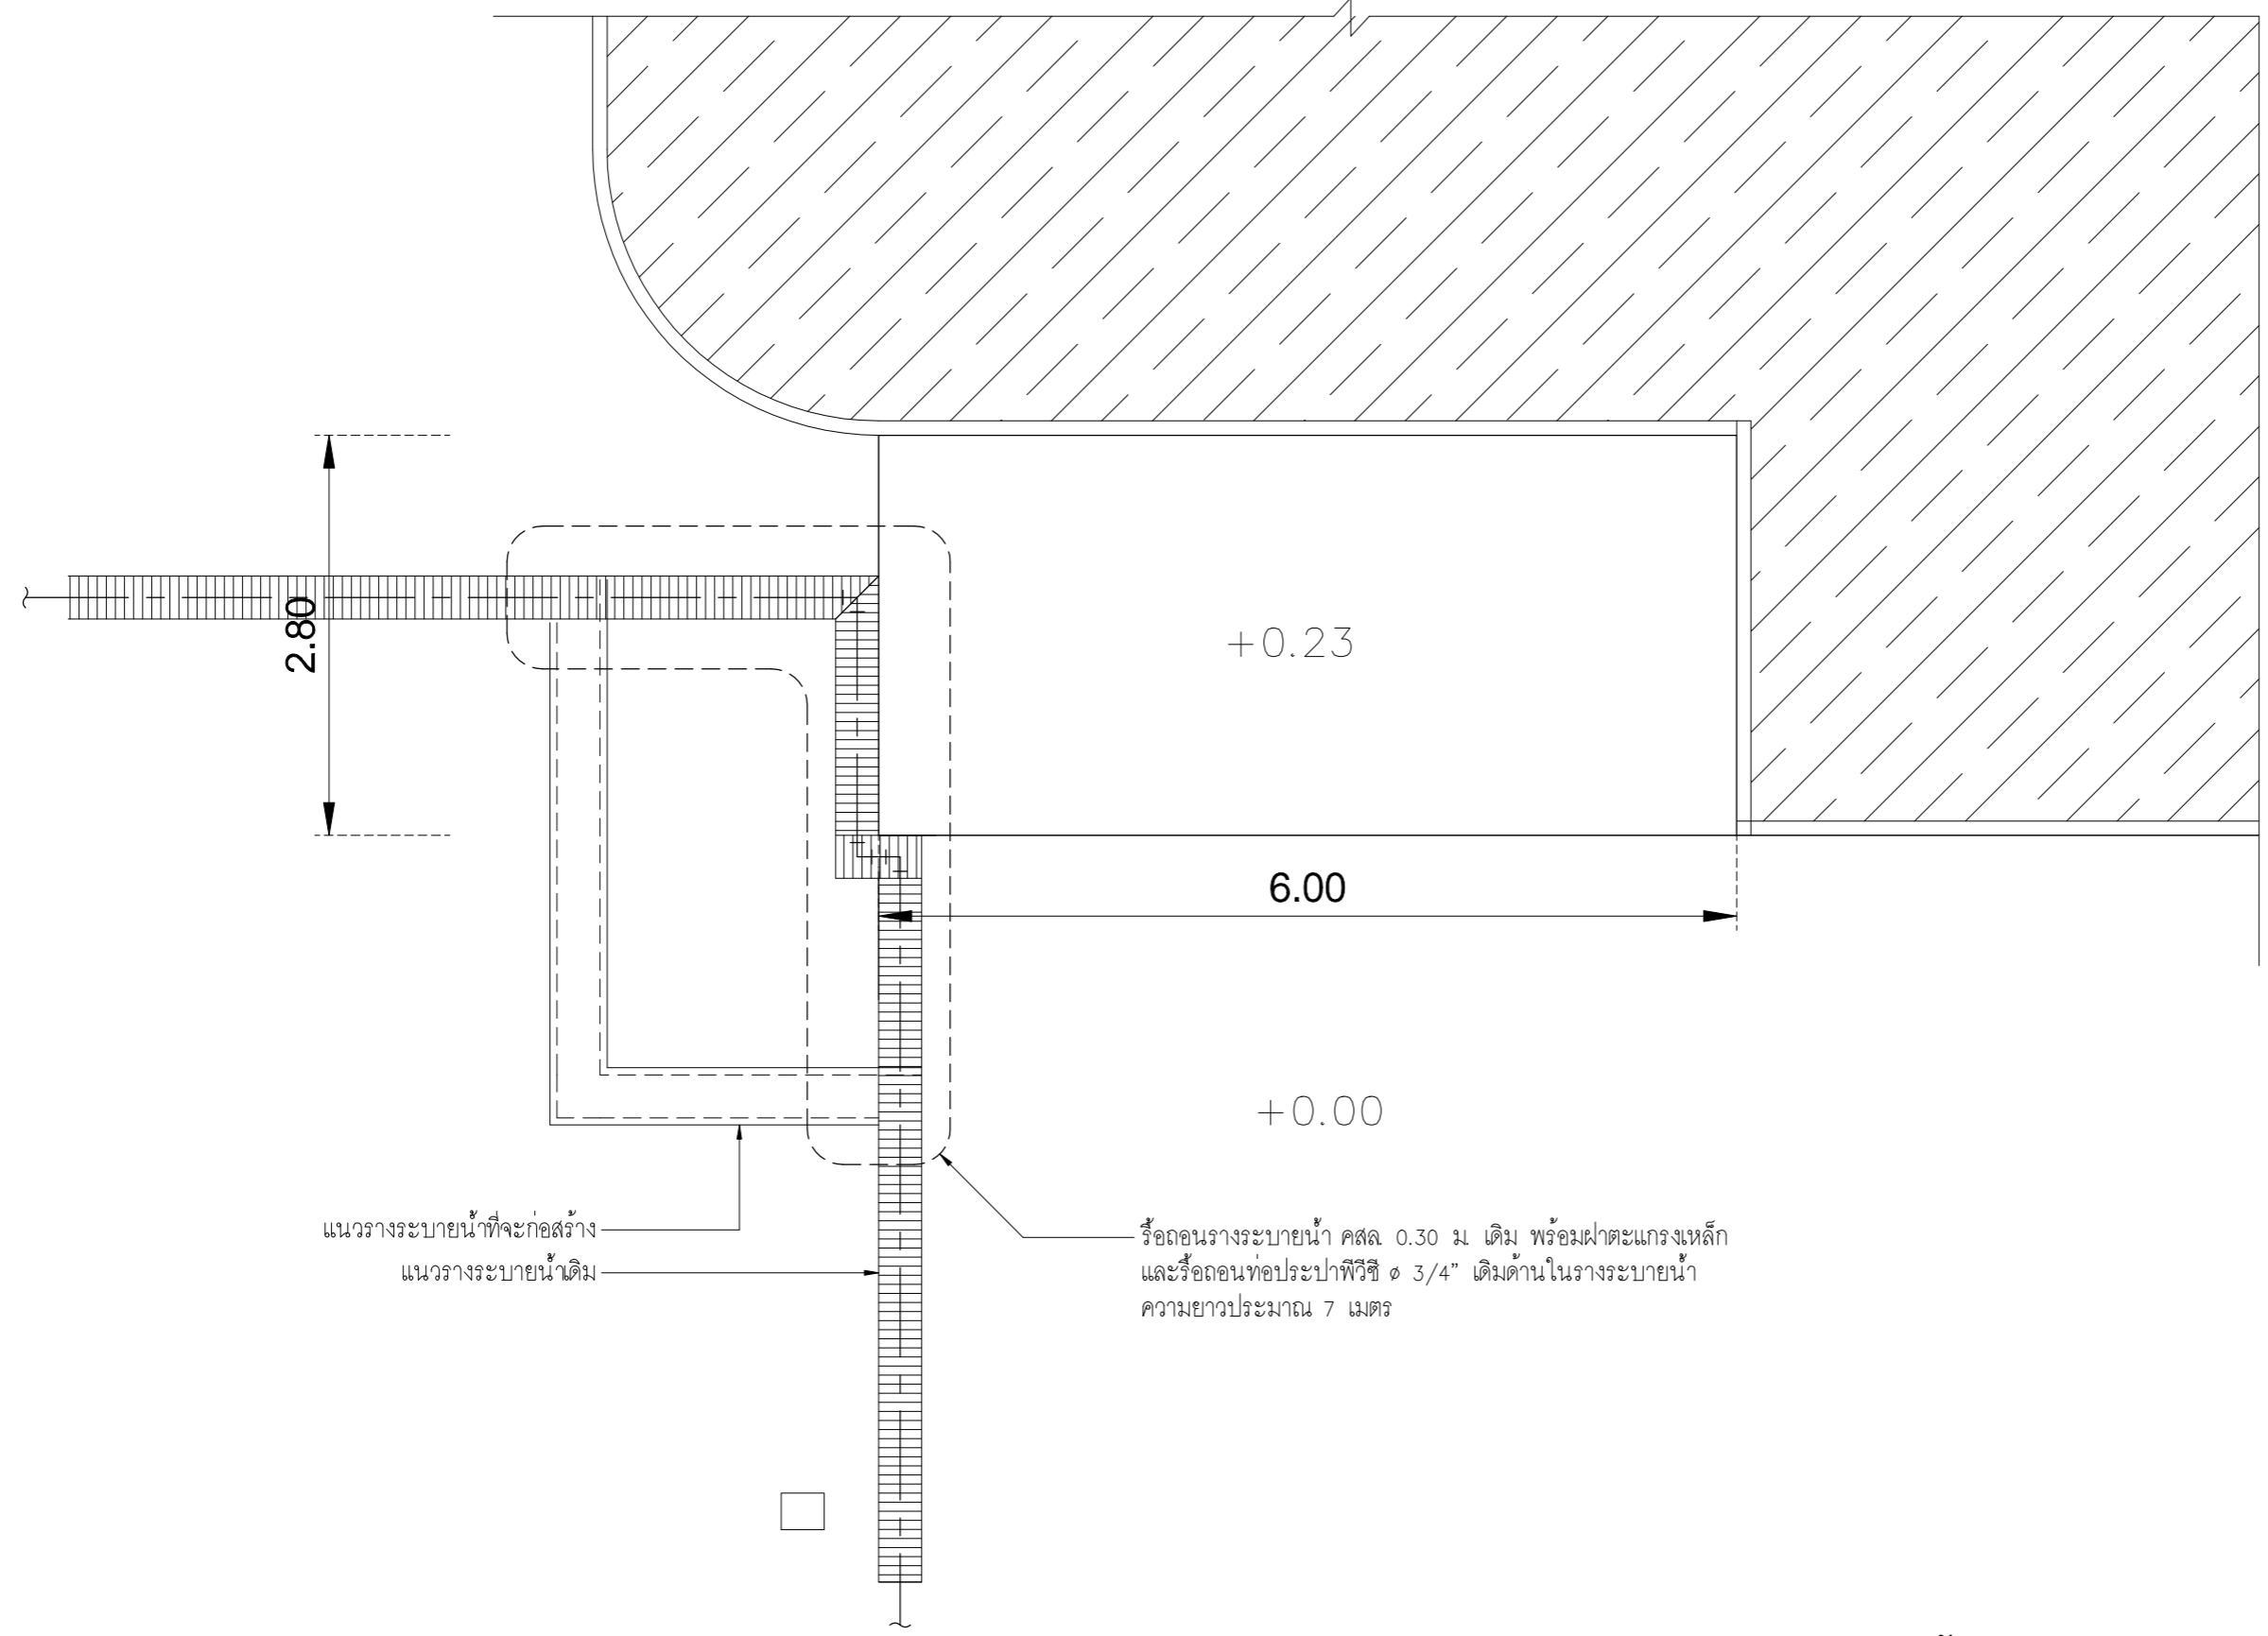 2.80
+0.23
6.00
+0.00
แนวรางระบายน้ำที่จะก่อสร้าง
แนวรางระบายน้ำเดิม
รื้อถอนรางระบายน้ำ คสล. 0.30 ม. เดิม พร้อมฝาตะแกรงเหล็ก
และรื้อถอนท่อประปาพีวีซี ø 3/4" เดิมด้านในรางระบายน้ำ
ความยาวประมาณ 7 เมตร